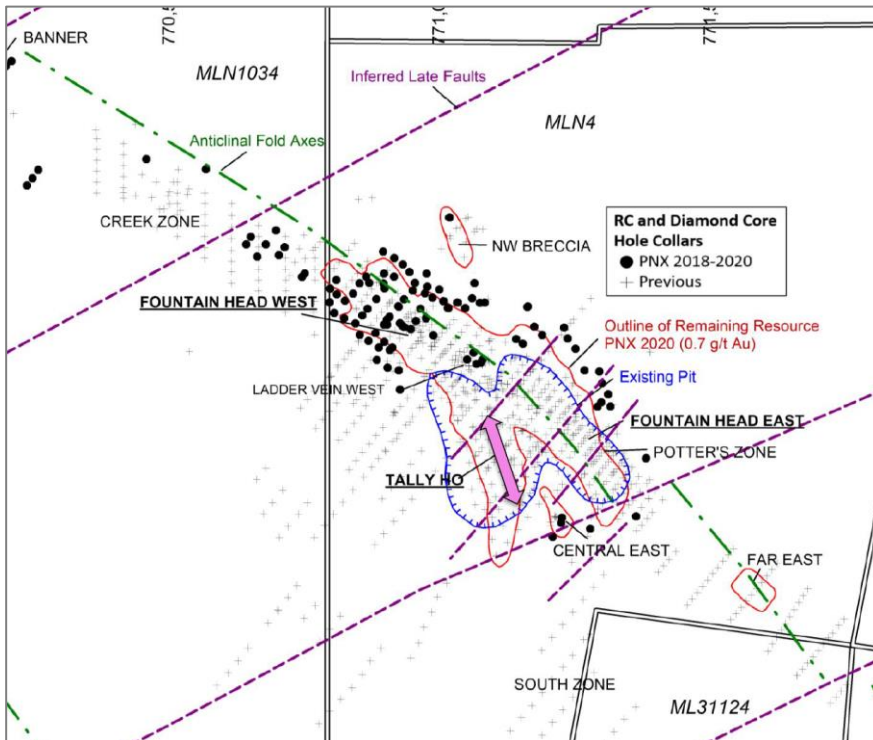 770,5
771,0
771,5
BANNER
MLN1034
Inferred Late Faults
MLN4
Anticlinal Fold Axes
CREEK ZONE
NW BRECCIA
RC and Diamond Core
Hole Collars
PNX 2018-2020
Previous
FOUNTAIN HEAD WEST
Outline of Remaining Resource
PNX 2020 (0.7 g/t Au)
LADDER VEIN WEST
Existing Pit
FOUNTAIN HEAD EAST
POTTER'S ZONE
TALLY HO
CENTRAL EAST
FAR EAST
SOUTH ZONE
ML31124